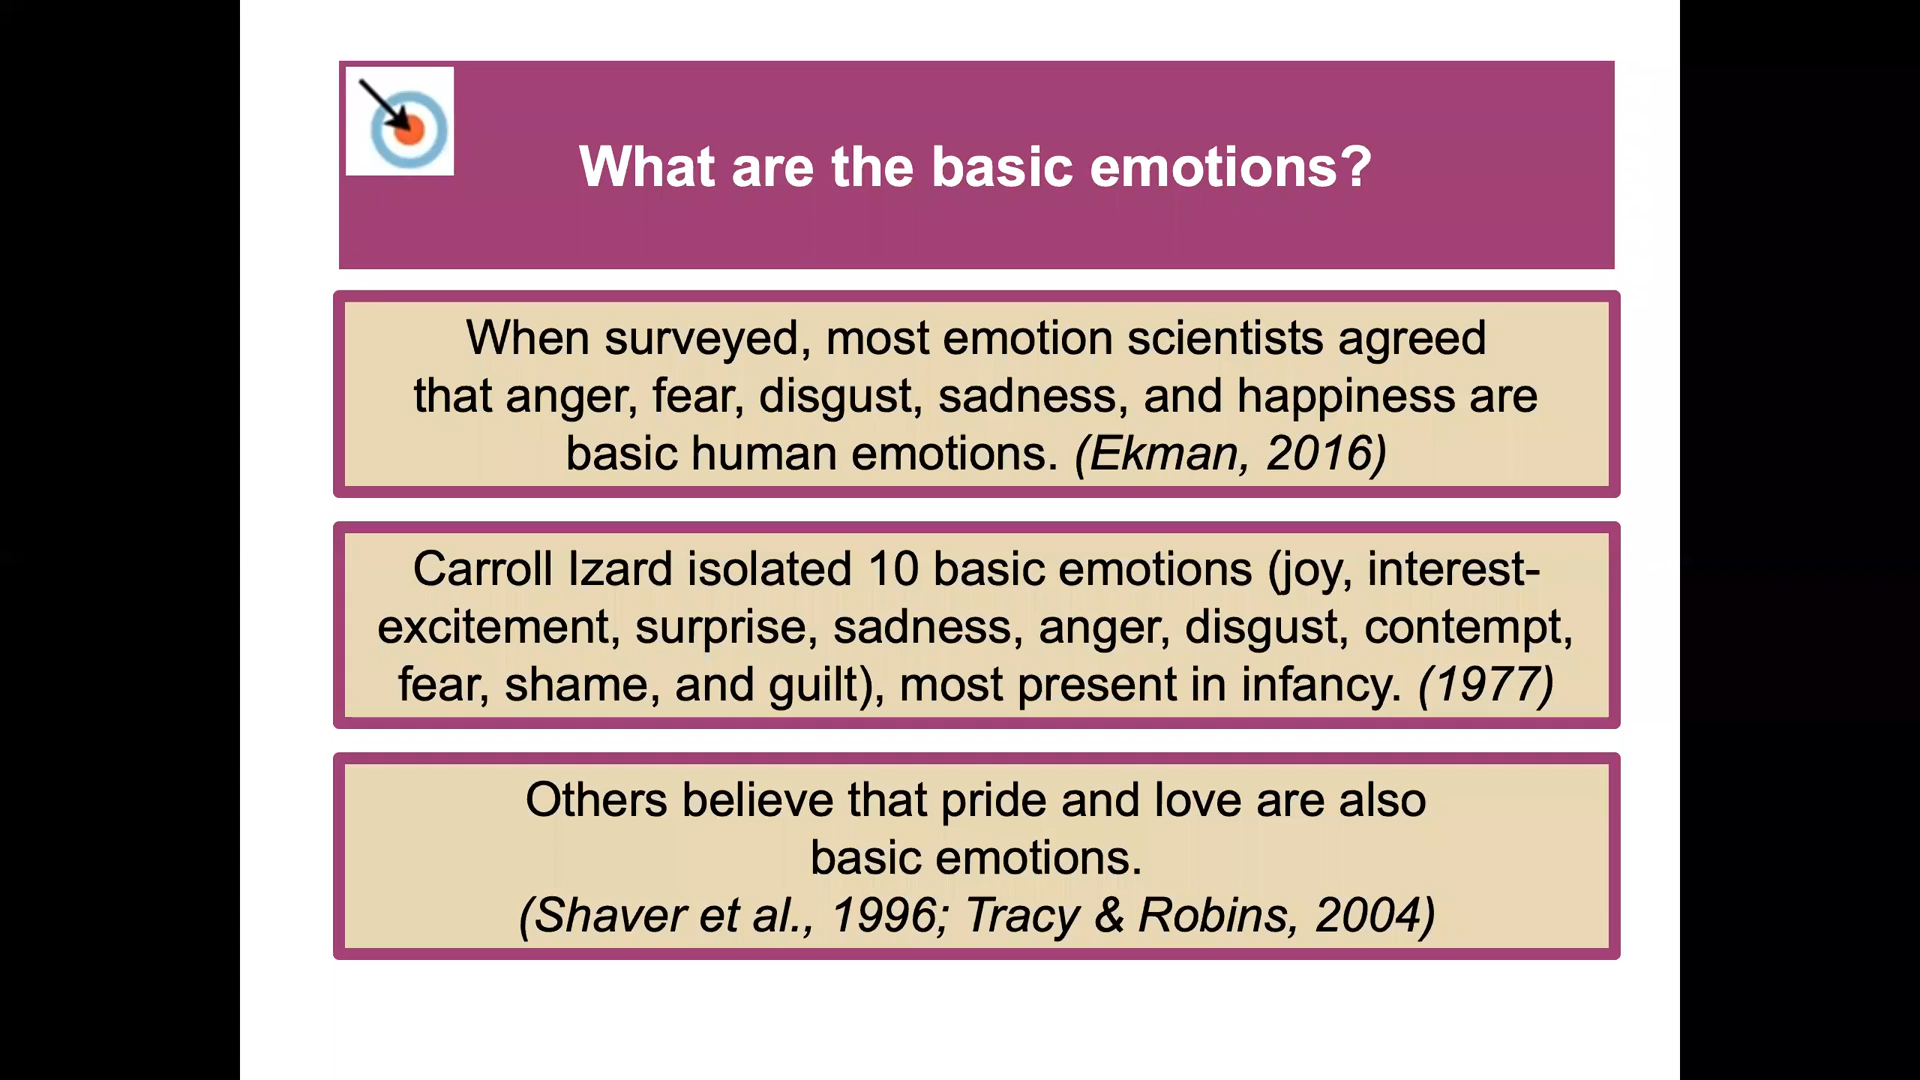 What are the basic emotions?
When surveyed, most emotion scientists agreed
that anger, fear, disgust, sadness, and happiness are
basic human emotions. (Ekman, 2016)
Carroll Izard isolated 10 basic emotions (joy, interest-
excitement, surprise, sadness, anger, disgust, contempt,
fear, shame, and guilt), most present in infancy. (1977)
Others believe that pride and love are also
basic emotions.
(Shaver et al., 1996; Tracy & Robins, 2004)